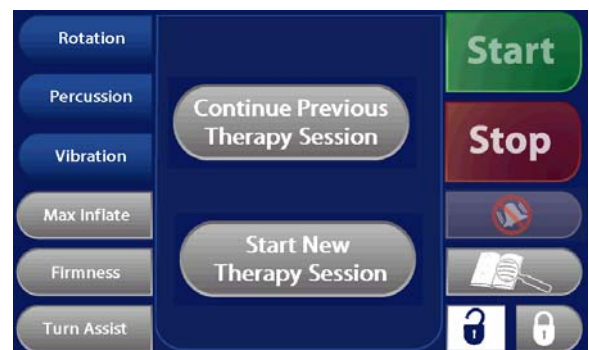 Rotation
Percussion
Vibration
Max Inflate
Firmness
Turn Assist
Continue Previous
Therapy Session
Start New
Therapy Session
Start
Stop